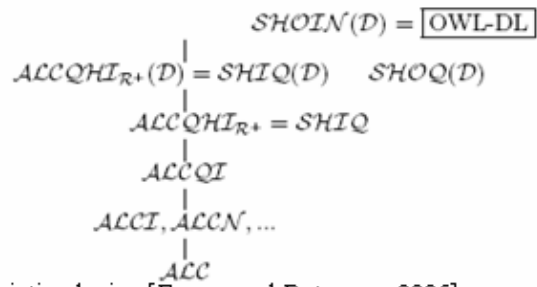 𝒮ℋ𝒪ℐ𝒩(𝒟) = OWL-DL
𝒜ℒ𝒞𝒬ℋℐ_ℛ+(𝒟) = 𝒮ℋℐ𝒬(𝒟) 𝒮ℋ𝒪𝒬(𝒟)
𝒜ℒ𝒞𝒬ℋℐ_ℛ+ = 𝒮ℋℐ𝒬
𝒜ℒ𝒞𝒬ℐ
𝒜ℒ𝒞ℐ, 𝒜ℒ𝒞𝒩, ...
𝒜ℒ𝒞